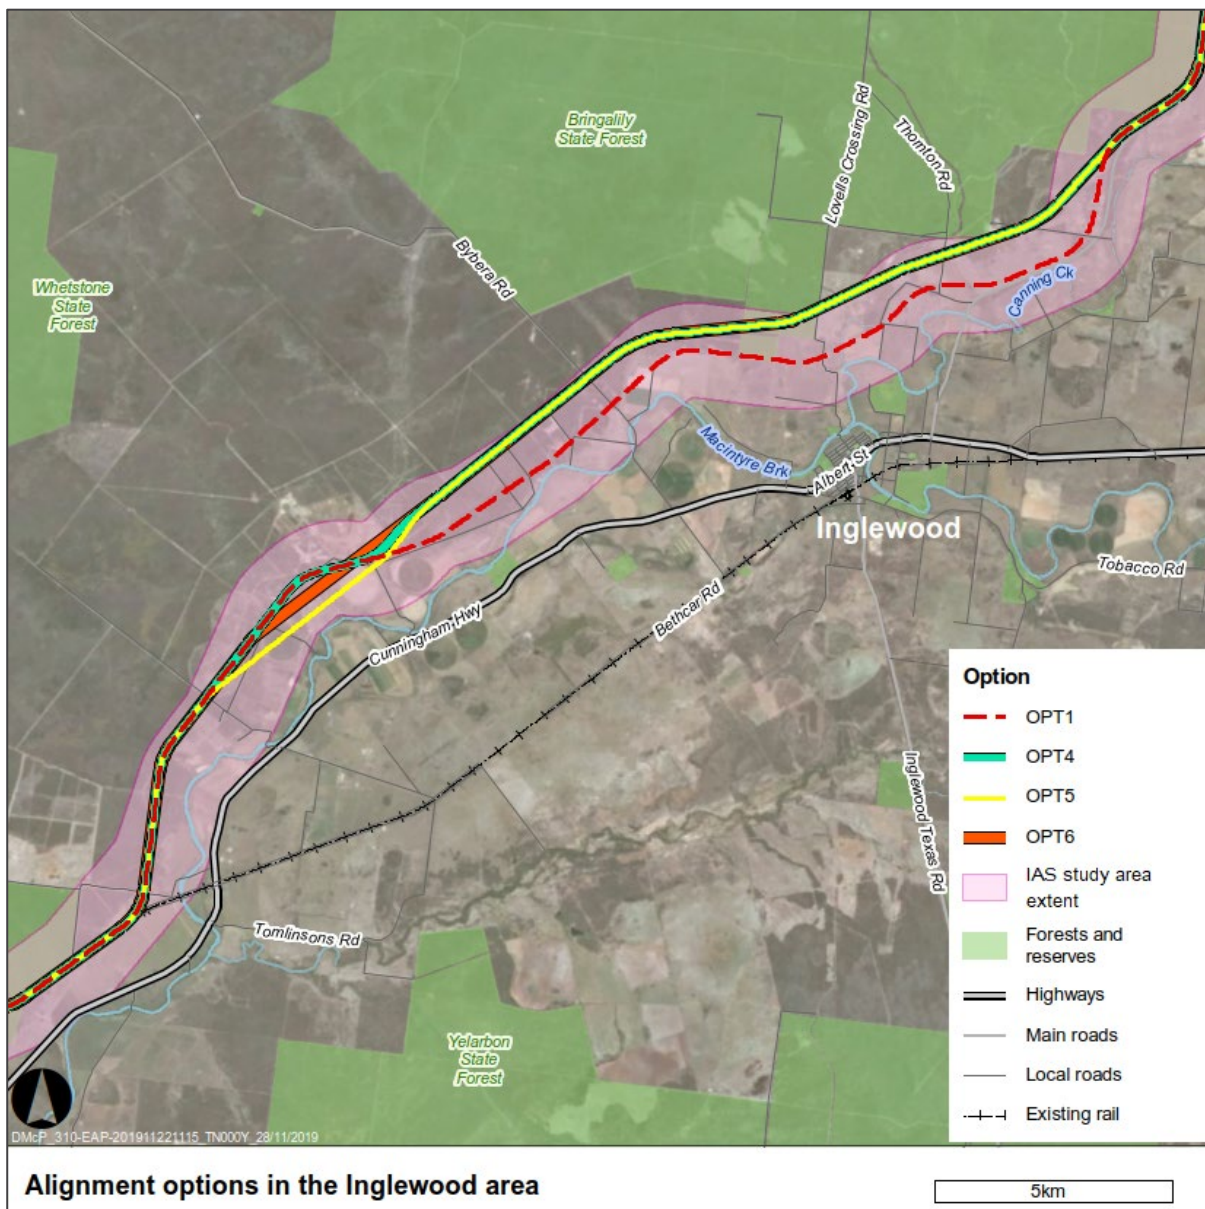 Bringalily
State Forest
Lovells Crossing Rd
Thornton Rd
Bybera Rd
Whetstone
State
Forest
Canning Ck
Macintyre Brk
Albert St
Inglewood
Tobacco Rd
Cunningham Hwy
Bethcar Rd
Inglewood Texas Rd
Tomlinsons Rd
Yelarbon
State
Forest
Option
OPT1
OPT4
OPT5
OPT6
IAS study area
extent
Forests and
reserves
Highways
Main roads
Local roads
Existing rail
DMcP_310-EAP-201911221115_TN000Y_28/11/2019
Alignment options in the Inglewood area
5km